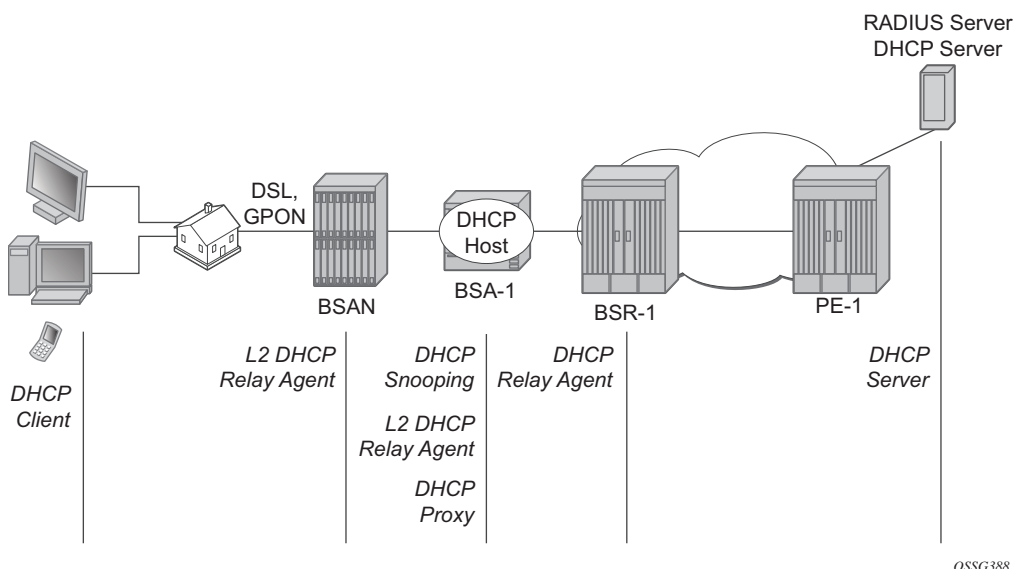 RADIUS Server
DHCP Server
DSL,
GPON
DHCP
Host
BSAN
BSA-1
BSR-1
PE-1
DHCP
Client
L2 DHCP
Relay Agent
DHCP
Snooping
L2 DHCP
Relay Agent
DHCP
Proxy
DHCP
Relay Agent
DHCP
Server
OSSG388